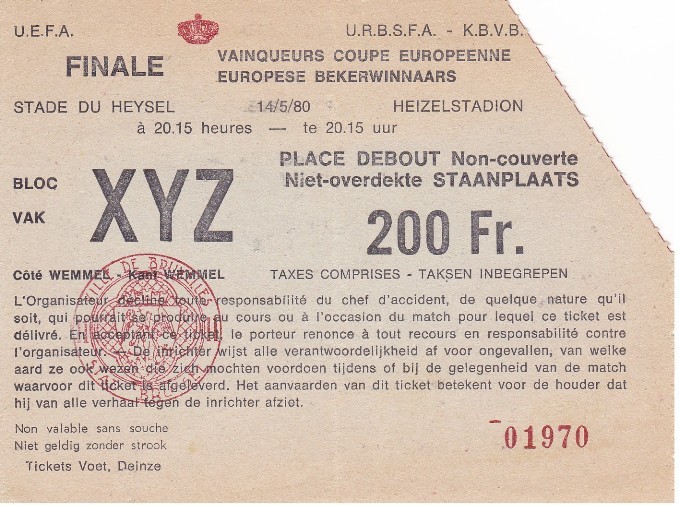 U.E.F.A.
U.R.B.S.F.A. - K.B.V.B.
FINALE
VAINQUEURS COUPE EUROPEENNE
EUROPESE BEKERWINNAARS
STADE DU HEYSEL 14/5/80 HEIZELSTADION
à 20.15 heures — te 20.15 uur
BLOC
VAK
XYZ
PLACE DEBOUT Non-couverte
Niet-overdekte STAANPLAATS
200 Fr.
Côté WEMMEL - Kant WEMMEL
TAXES COMPRISES - TAKSEN INBEGREPEN
L'Organisateur décline toute responsabilité du chef d'accident, de quelque nature qu'il
soit, qui pourrait se produire au cours ou à l'occasion du match pour lequel ce ticket est
délivré. En acceptant ce ticket, le porteur renonce à tout recours en responsabilité contre
l'organisateur. — De inrichter wijst alle verantwoordelijkheid af voor ongevallen, van welke
aard ze ook wezen die zich mochten voordoen tijdens of bij de gelegenheid van de match
waarvoor dit ticket is afgeleverd. Het aanvaarden van dit ticket betekent voor de houder dat
hij van alle verhaal tegen de inrichter afziet.
Non valable sans souche
Niet geldig zonder strook
Tickets Voet, Deinze
01970
VILLE DE BRUXELLES